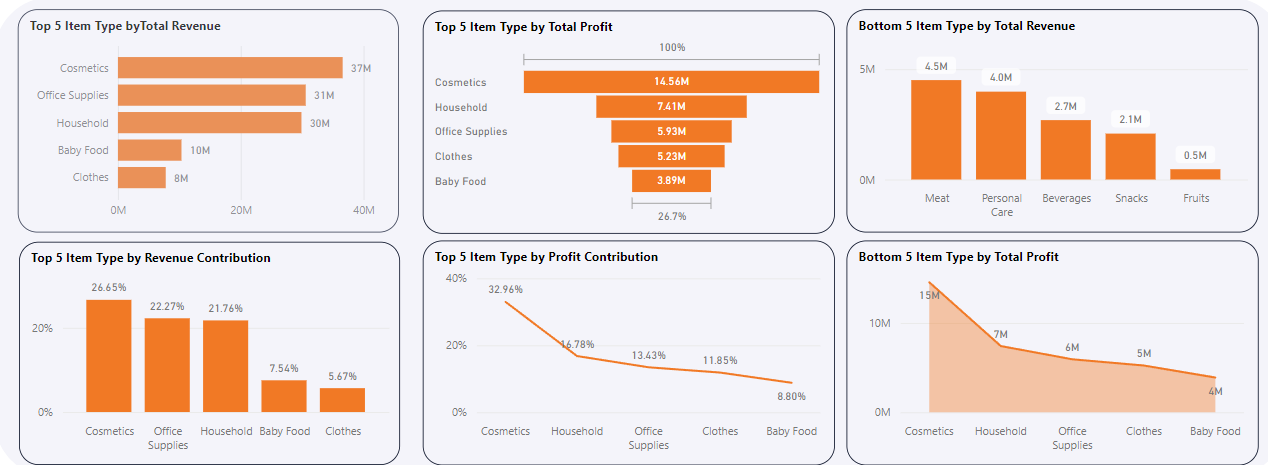 Top 5 Item Type byTotal Revenue
Cosmetics
37M
Office Supplies
31M
Household
30M
Baby Food
10M
Clothes
8M
0M
20M
40M
Top 5 Item Type by Total Profit
100%
Cosmetics
14.56M
Household
7.41M
Office Supplies
5.93M
Clothes
5.23M
Baby Food
3.89M
26.7%
Bottom 5 Item Type by Total Revenue
5M
0M
4.5M
4.0M
2.7M
2.1M
0.5M
Meat
Personal
Care
Beverages
Snacks
Fruits
Top 5 Item Type by Revenue Contribution
20%
0%
26.65%
22.27%
21.76%
7.54%
5.67%
Cosmetics
Office
Supplies
Household
Baby Food
Clothes
Top 5 Item Type by Profit Contribution
40%
20%
0%
32.96%
16.78%
13.43%
11.85%
8.80%
Cosmetics
Household
Office
Supplies
Clothes
Baby Food
Bottom 5 Item Type by Total Profit
10M
0M
15M
7M
6M
5M
4M
Cosmetics
Household
Office
Supplies
Clothes
Baby Food